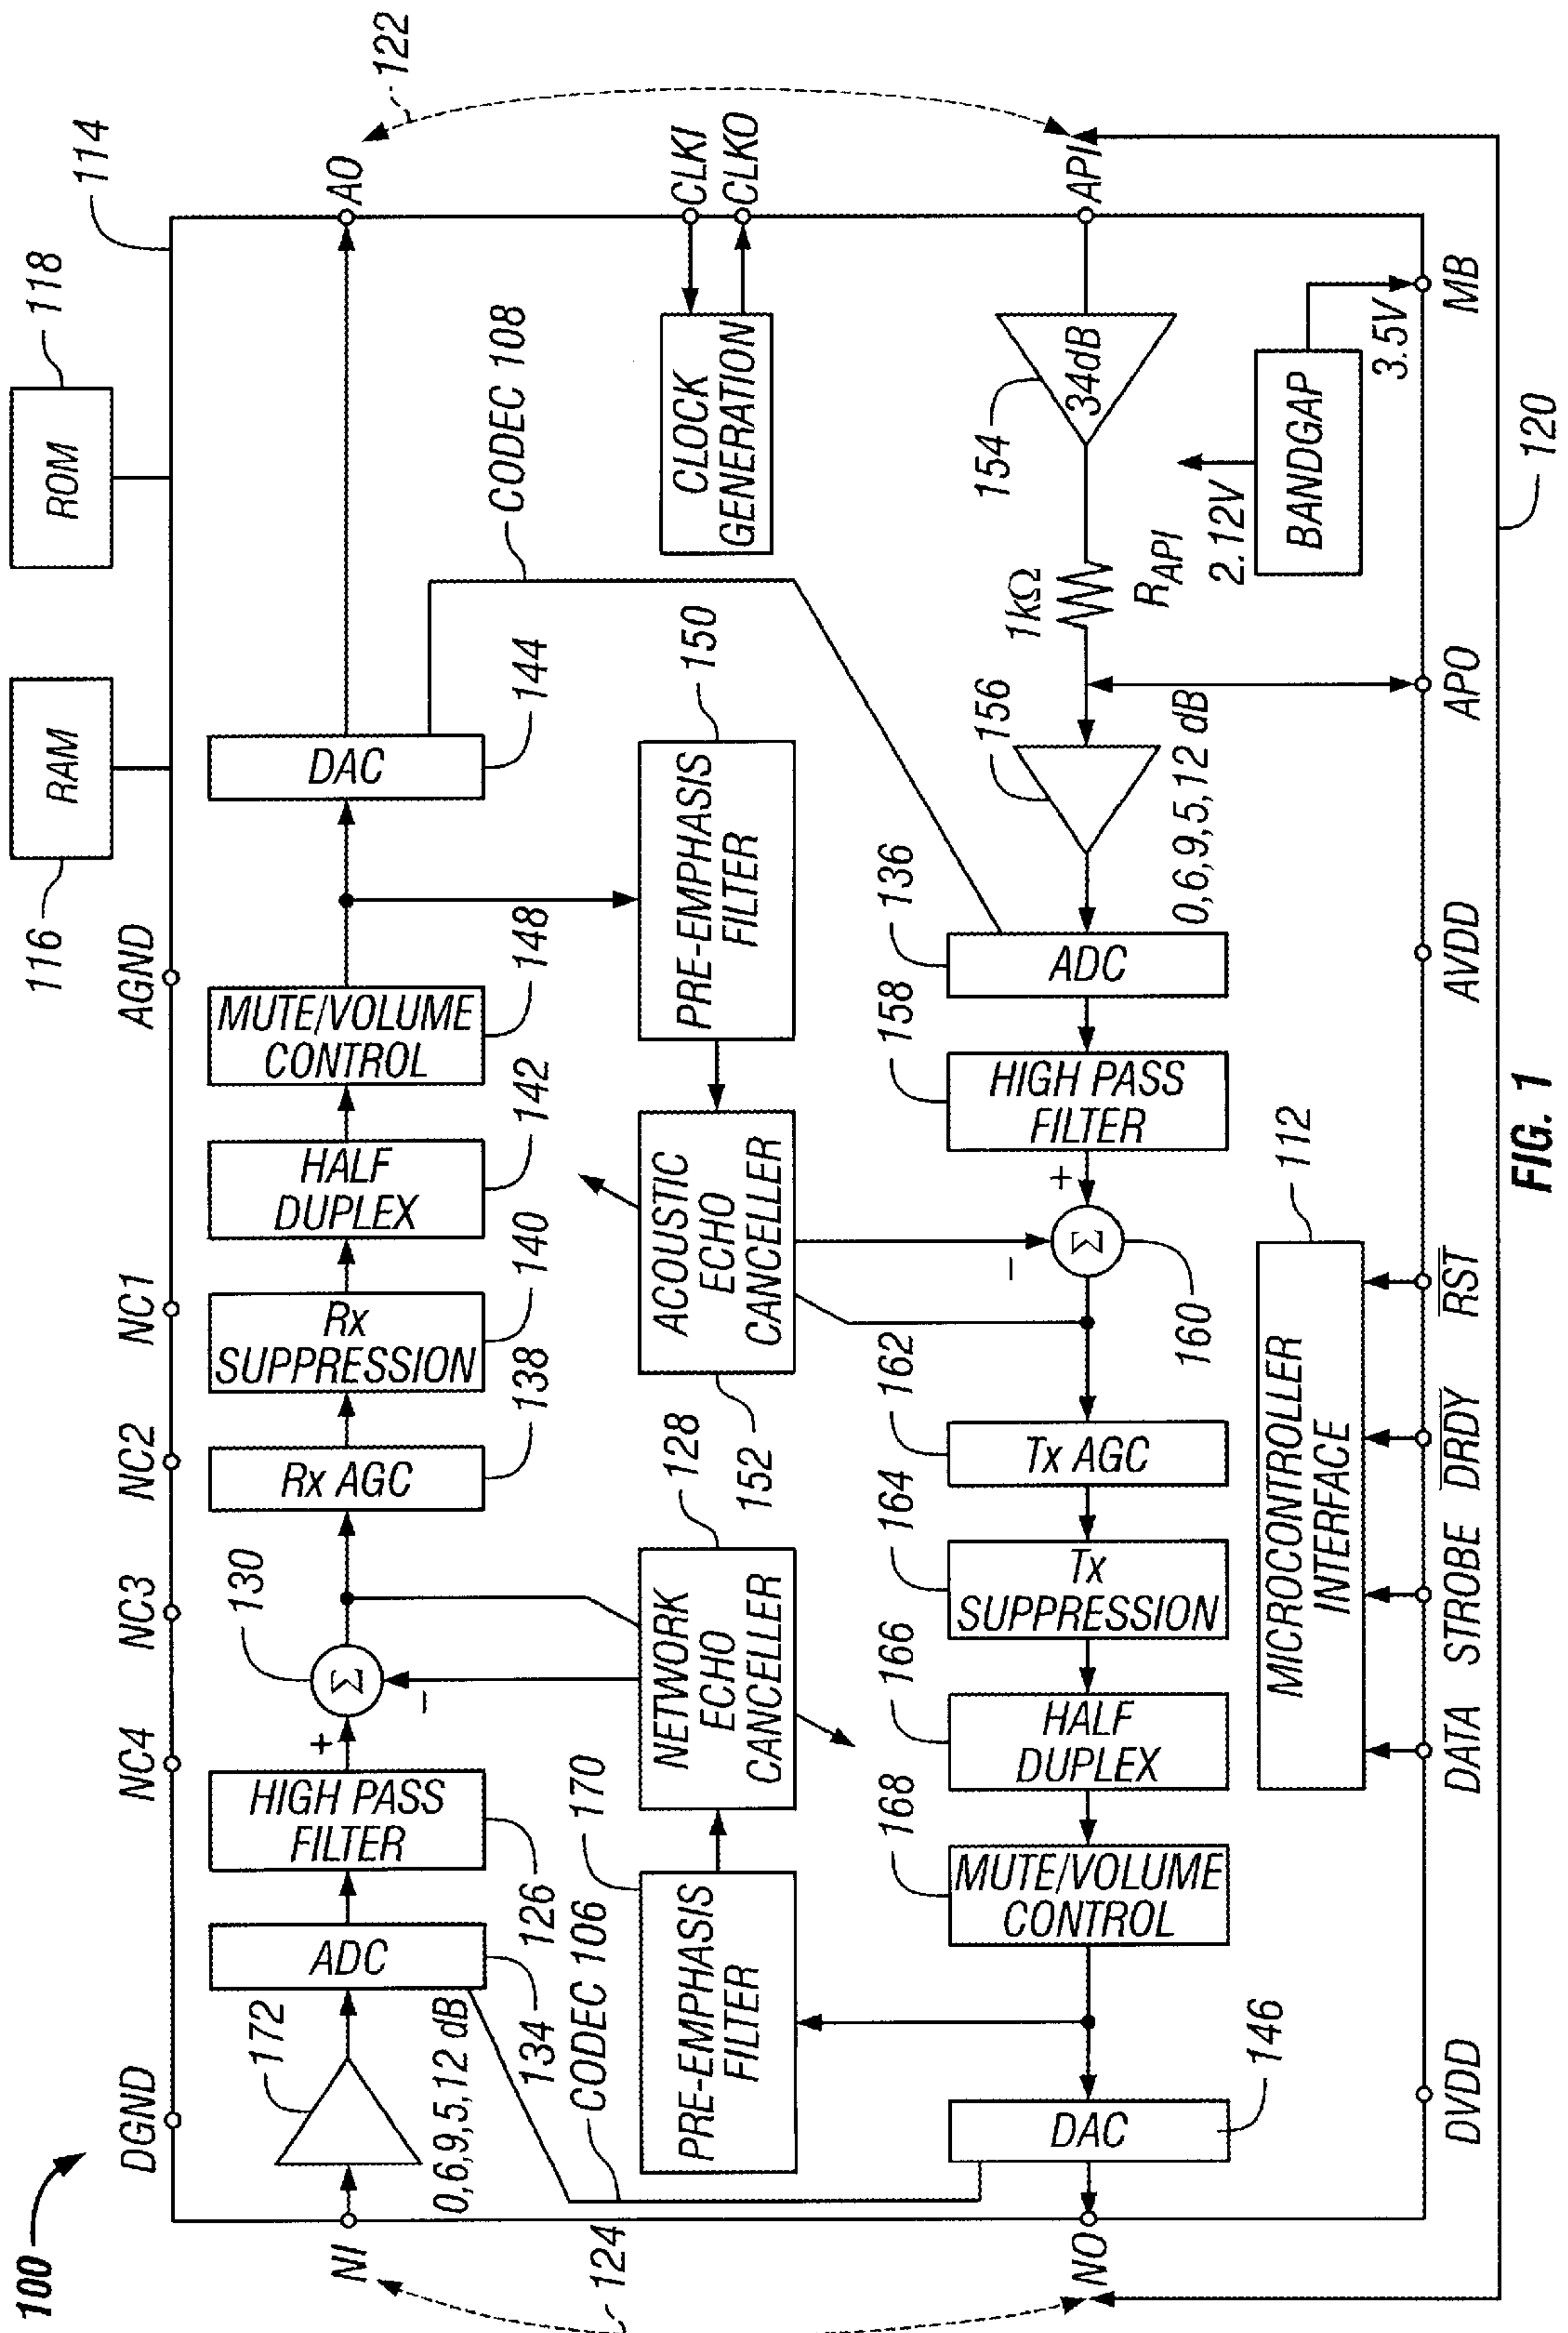 100
DGND
NC4
NC3
NC2
NC1
AGND
116
RAM
118
ROM
114
NI
172
0,6,9,5,12 dB
ADC
134
HIGH PASS
FILTER
126
+
Σ
−
130
Rx AGC
138
Rx
SUPPRESSION
140
HALF
DUPLEX
142
MUTE/VOLUME
CONTROL
148
DAC
144
AO
122
CODEC 106
CODEC 108
170
PRE-EMPHASIS
FILTER
NETWORK
ECHO
CANCELLER
128
ACOUSTIC
ECHO
CANCELLER
152
PRE-EMPHASIS
FILTER
150
CLOCK
GENERATION
CLKI
CLKO
124
NO
DAC
146
168
MUTE/VOLUME
CONTROL
166
HALF
DUPLEX
164
Tx
SUPPRESSION
162
Tx AGC
−
Σ
+
160
158
HIGH PASS
FILTER
136
ADC
156
0,6,9,5,12 dB
1kΩ
RAPI
154
34dB
API
MICROCONTROLLER
INTERFACE
112
2.12V
BANDGAP
3.5V
DVDD
DATA
STROBE
DRDY
RST
AVDD
APO
MB
120
FIG. 1